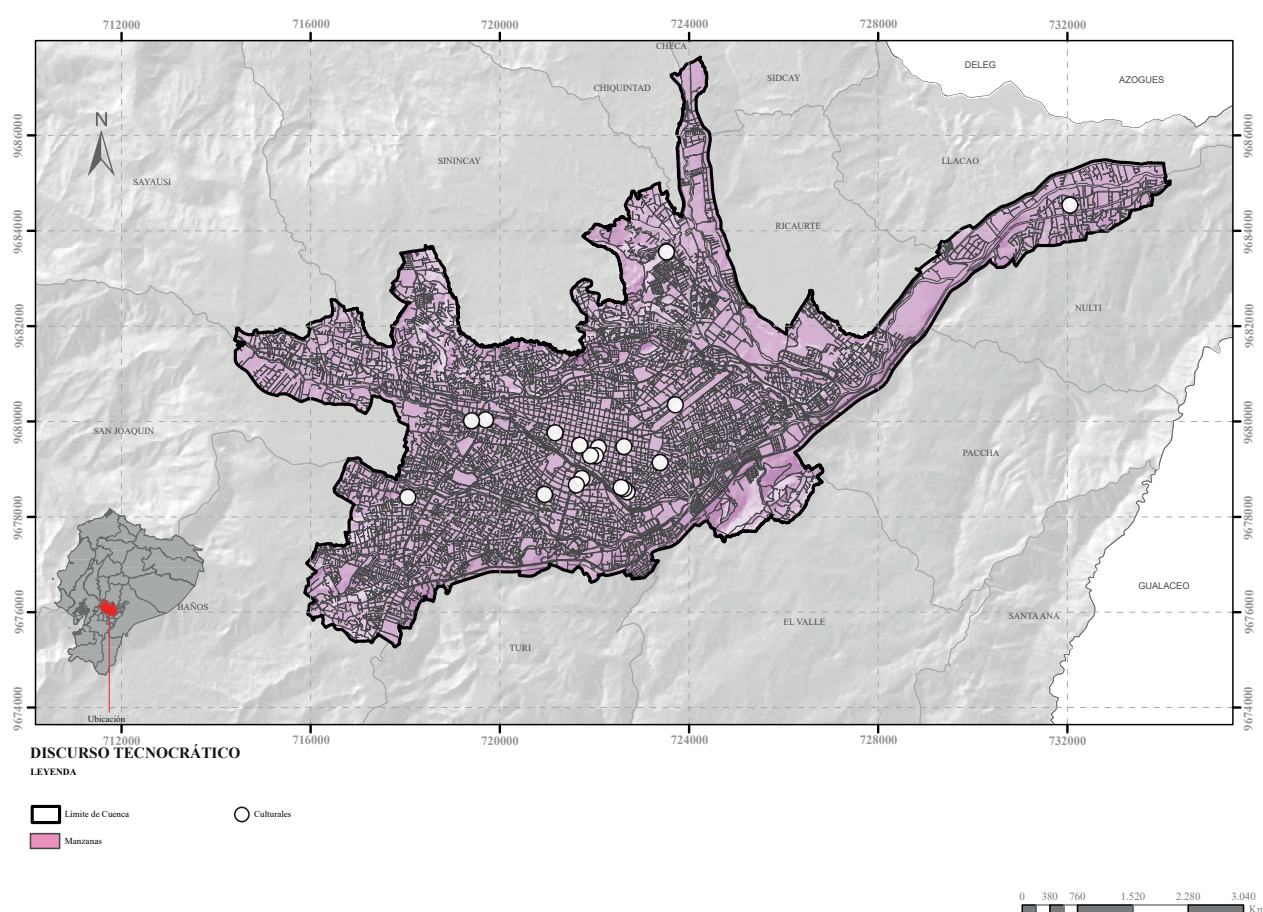 712000 716000 720000 724000 728000 732000
CHECA
DELEG
SIDCAY
AZOGUES
CHIQUINTAD
N
9686000 9686000
SININCAY
LLACAO
SAYAUSI
9684000 9684000
RICAURTE
NULTI
9682000 9682000
9680000 9680000
SAN JOAQUIN
PACCHA
9678000 9678000
GUALACEO
BAÑOS
9676000 9676000
SANTA ANA
EL VALLE
TURI
9674000 9674000
Ubicación
712000 716000 720000 724000 728000 732000
DISCURSO TECNOCRÁTICO
LEYENDA
Límite de Cuenca
Culturales
Manzanas
0 380 760 1.520 2.280 3.040
Km